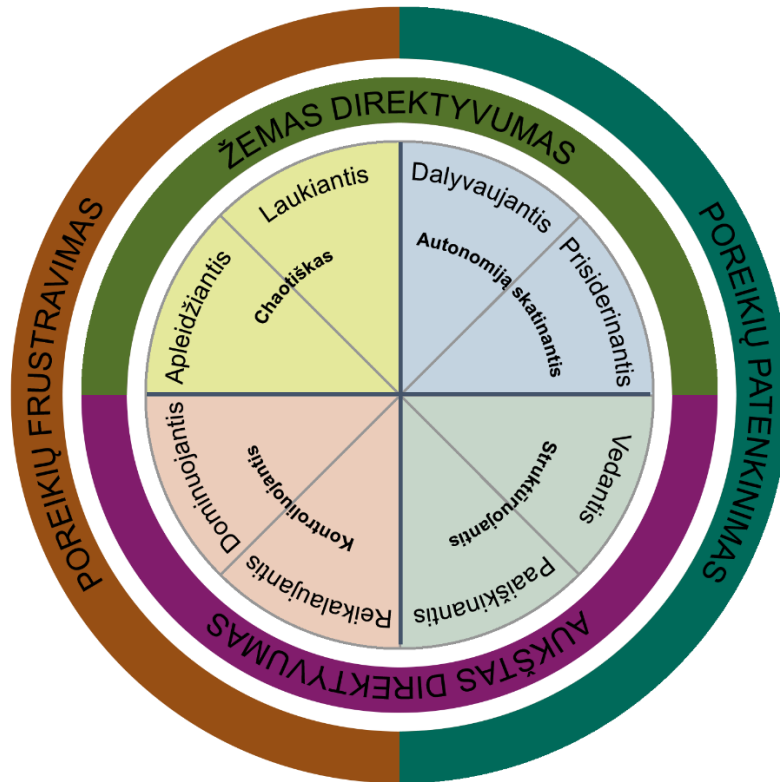 POREIKIŲ FRUSTRAVIMAS
POREIKIŲ PATENKINIMAS
ŽEMAS DIREKTYVUMAS
AUKŠTAS DIREKTYVUMAS
Apleidžiantis
Laukiantis
Chaotiškas
Dalyvaujantis
Prisiderinantis
Autonomiją skatinantis
Vedantis
Paaiškinantis
Struktūruojantis
Reikalaujantis
Dominuojantis
Kontroliuojantis